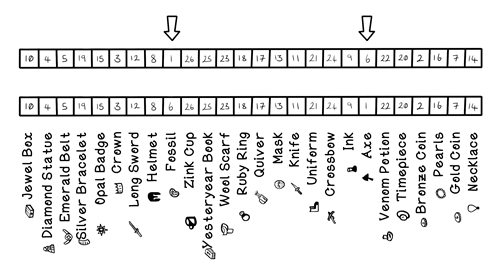 10 4 5 19 15 3 12 8 1 26 25 23 18 17 13 11 21 24 9 6 22 20 2 16 7 14
10 4 5 19 15 3 12 8 6 26 25 23 18 17 13 11 21 24 9 1 22 20 2 16 7 14
Jewel Box
Diamond Statue
Emerald Belt
Silver Bracelet
Opal Badge
Crown
Long Sword
Helmet
Fossil
Zink Cup
Yesteryear Book
Wool Scarf
Ruby Ring
Quiver
Mask
Knife
Uniform
Crossbow
Ink
Axe
Venom Potion
Timepiece
Bronze Coin
Pearls
Gold Coin
Necklace